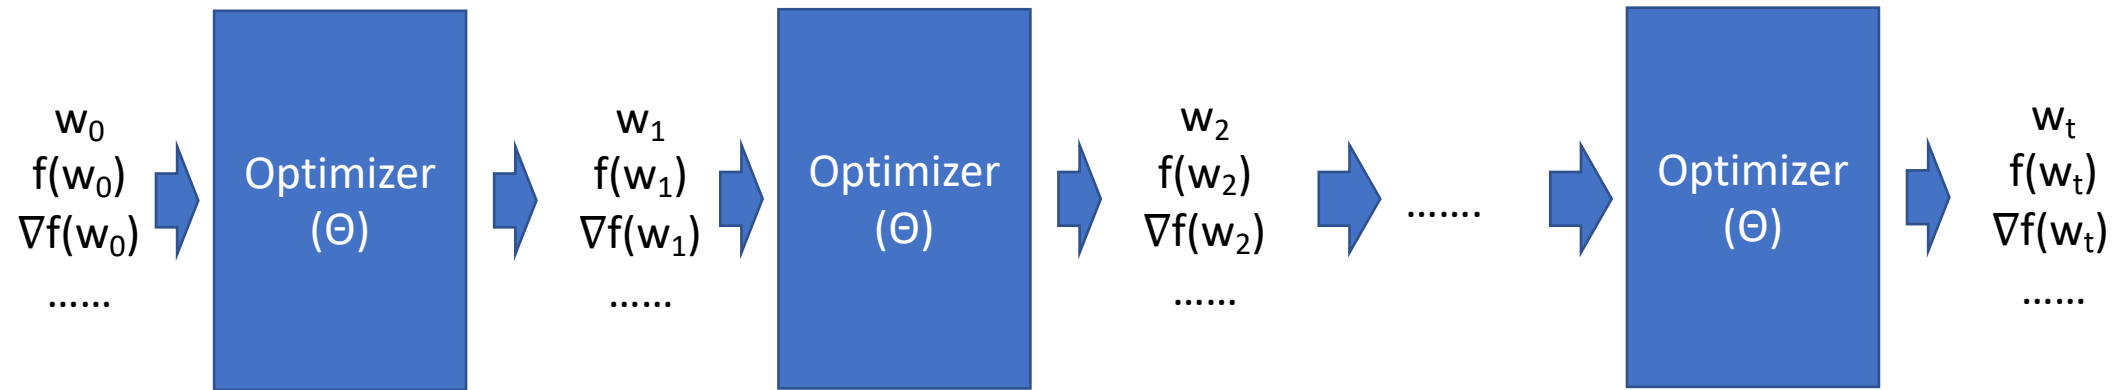 w₀
f(w₀)
∇f(w₀)
......
Optimizer
(Θ)
w₁
f(w₁)
∇f(w₁)
......
Optimizer
(Θ)
w₂
f(w₂)
∇f(w₂)
......
.......
Optimizer
(Θ)
wₜ
f(wₜ)
∇f(wₜ)
......